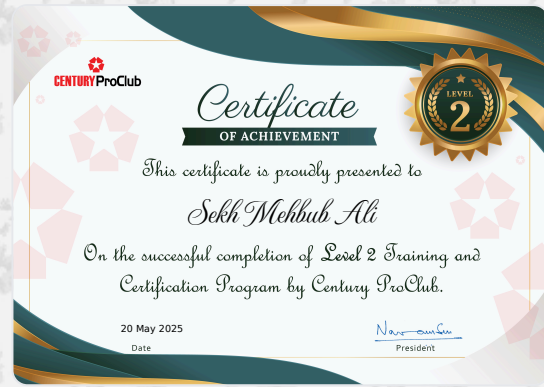 CENTURY ProClub
Certificate
OF ACHIEVEMENT
LEVEL
2
This certificate is proudly presented to
Sekh Mehbub Ali
On the successful completion of Level 2 Training and
Certification Program by Century ProClub.
20 May 2025
Date
President